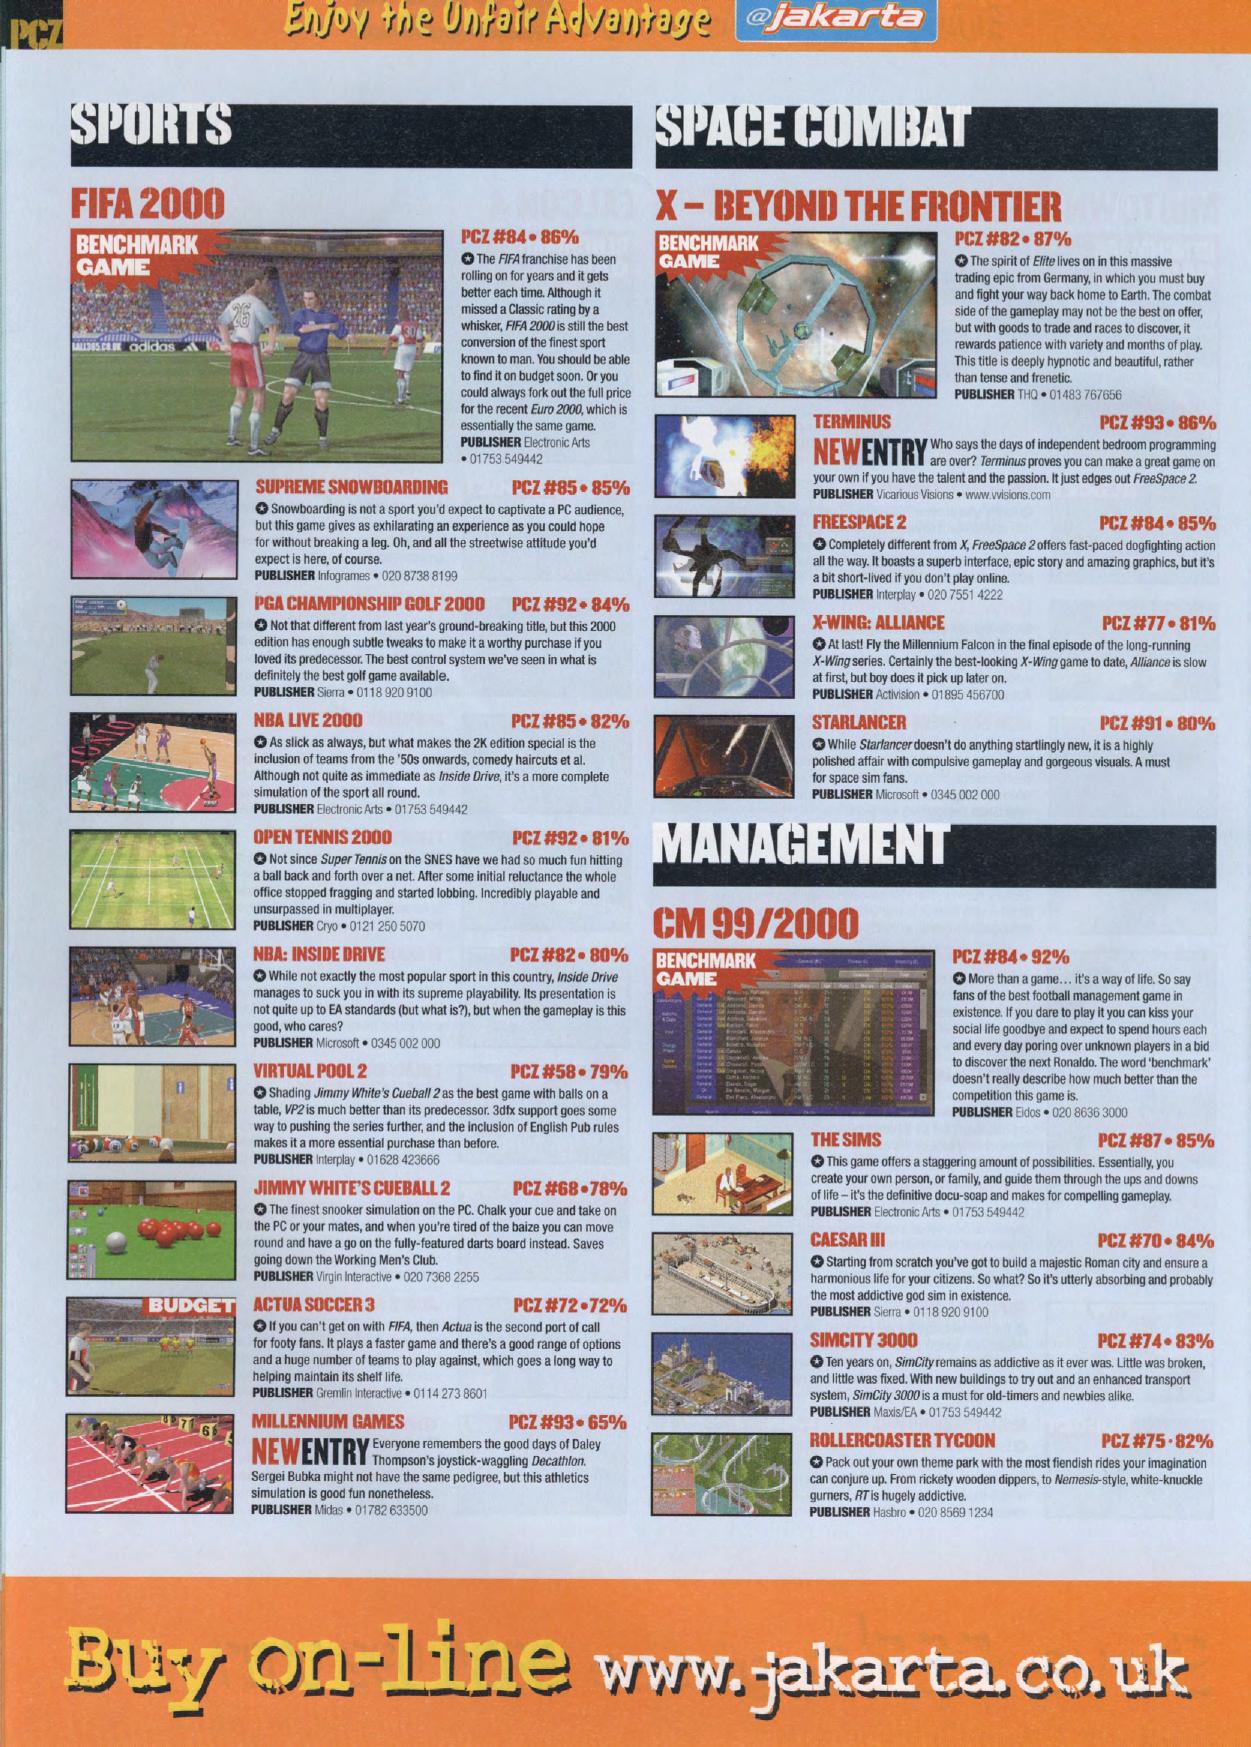 PCZ
Enjoy the Unfair Advantage
@jakarta
SPORTS
FIFA 2000
BENCHMARK
GAME
PCZ #84 • 86%
✪ The FIFA franchise has been
rolling on for years and it gets
better each time. Although it
missed a Classic rating by a
whisker, FIFA 2000 is still the best
conversion of the finest sport
known to man. You should be able
to find it on budget soon. Or you
could always fork out the full price
for the recent Euro 2000, which is
essentially the same game.
PUBLISHER Electronic Arts
• 01753 549442
SUPREME SNOWBOARDING PCZ #85 • 85%
✪ Snowboarding is not a sport you'd expect to captivate a PC audience,
but this game gives as exhilarating an experience as you could hope
for without breaking a leg. Oh, and all the streetwise attitude you'd
expect is here, of course.
PUBLISHER Infogrames • 020 8738 8199
PGA CHAMPIONSHIP GOLF 2000 PCZ #92 • 84%
✪ Not that different from last year's ground-breaking title, but this 2000
edition has enough subtle tweaks to make it a worthy purchase if you
loved its predecessor. The best control system we've seen in what is
definitely the best golf game available.
PUBLISHER Sierra • 0118 920 9100
NBA LIVE 2000 PCZ #85 • 82%
✪ As slick as always, but what makes the 2K edition special is the
inclusion of teams from the '50s onwards, comedy haircuts et al.
Although not quite as immediate as Inside Drive, it's a more complete
simulation of the sport all round.
PUBLISHER Electronic Arts • 01753 549442
OPEN TENNIS 2000 PCZ #92 • 81%
✪ Not since Super Tennis on the SNES have we had so much fun hitting
a ball back and forth over a net. After some initial reluctance the whole
office stopped fragging and started lobbing. Incredibly playable and
unsurpassed in multiplayer.
PUBLISHER Cryo • 0121 250 5070
NBA: INSIDE DRIVE PCZ #82 • 80%
✪ While not exactly the most popular sport in this country, Inside Drive
manages to suck you in with its supreme playability. Its presentation is
not quite up to EA standards (but what is?), but when the gameplay is this
good, who cares?
PUBLISHER Microsoft • 0345 002 000
VIRTUAL POOL 2 PCZ #58 • 79%
✪ Shading Jimmy White's Cueball 2 as the best game with balls on a
table, VP2 is much better than its predecessor. 3dfx support goes some
way to pushing the series further, and the inclusion of English Pub rules
makes it a more essential purchase than before.
PUBLISHER Interplay • 01628 423666
JIMMY WHITE'S CUEBALL 2 PCZ #68 • 78%
✪ The finest snooker simulation on the PC. Chalk your cue and take on
the PC or your mates, and when you're tired of the baize you can move
round and have a go on the fully-featured darts board instead. Saves
going down the Working Men's Club.
PUBLISHER Virgin Interactive • 020 7368 2255
BUDGET
ACTUA SOCCER 3 PCZ #72 • 72%
✪ If you can't get on with FIFA, then Actua is the second port of call
for footy fans. It plays a faster game and there's a good range of options
and a huge number of teams to play against, which goes a long way to
helping maintain its shelf life.
PUBLISHER Gremlin Interactive • 0114 273 8601
MILLENNIUM GAMES PCZ #93 • 65%
NEW ENTRY Everyone remembers the good days of Daley
Thompson's joystick-waggling Decathlon.
Sergei Bubka might not have the same pedigree, but this athletics
simulation is good fun nonetheless.
PUBLISHER Midas • 01782 633500
SPACE COMBAT
X – BEYOND THE FRONTIER
BENCHMARK
GAME
PCZ #82 • 87%
✪ The spirit of Elite lives on in this massive
trading epic from Germany, in which you must buy
and fight your way back home to Earth. The combat
side of the gameplay may not be the best on offer,
but with goods to trade and races to discover, it
rewards patience with variety and months of play.
This title is deeply hypnotic and beautiful, rather
than tense and frenetic.
PUBLISHER THQ • 01483 767656
TERMINUS PCZ #93 • 86%
NEW ENTRY Who says the days of independent bedroom programming
are over? Terminus proves you can make a great game on
your own if you have the talent and the passion. It just edges out FreeSpace 2.
PUBLISHER Vicarious Visions • www.vvisions.com
FREESPACE 2 PCZ #84 • 85%
✪ Completely different from X, FreeSpace 2 offers fast-paced dogfighting action
all the way. It boasts a superb interface, epic story and amazing graphics, but it's
a bit short-lived if you don't play online.
PUBLISHER Interplay • 020 7551 4222
X-WING: ALLIANCE PCZ #77 • 81%
✪ At last! Fly the Millennium Falcon in the final episode of the long-running
X-Wing series. Certainly the best-looking X-Wing game to date, Alliance is slow
at first, but boy does it pick up later on.
PUBLISHER Activision • 01895 456700
STARLANCER PCZ #91 • 80%
✪ While Starlancer doesn't do anything startlingly new, it is a highly
polished affair with compulsive gameplay and gorgeous visuals. A must
for space sim fans.
PUBLISHER Microsoft • 0345 002 000
MANAGEMENT
CM 99/2000
BENCHMARK
GAME
PCZ #84 • 92%
✪ More than a game... it's a way of life. So say
fans of the best football management game in
existence. If you dare to play it you can kiss your
social life goodbye and expect to spend hours each
and every day poring over unknown players in a bid
to discover the next Ronaldo. The word 'benchmark'
doesn't really describe how much better than the
competition this game is.
PUBLISHER Eidos • 020 8636 3000
THE SIMS PCZ #87 • 85%
✪ This game offers a staggering amount of possibilities. Essentially, you
create your own person, or family, and guide them through the ups and downs
of life – it's the definitive docu-soap and makes for compelling gameplay.
PUBLISHER Electronic Arts • 01753 549442
CAESAR III PCZ #70 • 84%
✪ Starting from scratch you've got to build a majestic Roman city and ensure a
harmonious life for your citizens. So what? So it's utterly absorbing and probably
the most addictive god sim in existence.
PUBLISHER Sierra • 0118 920 9100
SIMCITY 3000 PCZ #74 • 83%
✪ Ten years on, SimCity remains as addictive as it ever was. Little was broken,
and little was fixed. With new buildings to try out and an enhanced transport
system, SimCity 3000 is a must for old-timers and newbies alike.
PUBLISHER Maxis/EA • 01753 549442
ROLLERCOASTER TYCOON PCZ #75 • 82%
✪ Pack out your own theme park with the most fiendish rides your imagination
can conjure up. From rickety wooden dippers, to Nemesis-style, white-knuckle
gurners, RT is hugely addictive.
PUBLISHER Hasbro • 020 8569 1234
Buy on-line www.jakarta.co.uk